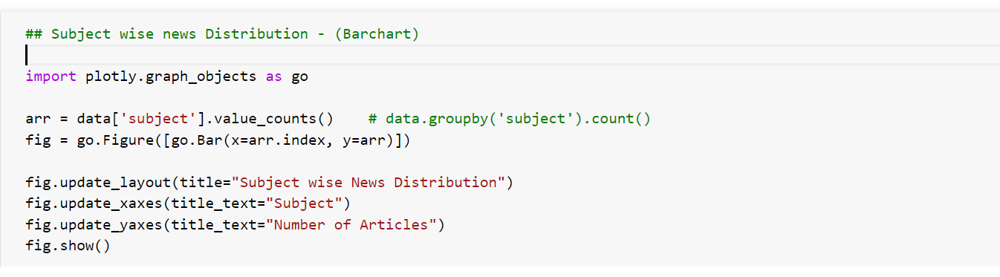 ## Subject wise news Distribution - (Barchart)
import plotly.graph_objects as go
arr = data['subject'].value_counts()    # data.groupby('subject').count()
fig = go.Figure([go.Bar(x=arr.index, y=arr)])
fig.update_layout(title="Subject wise News Distribution")
fig.update_xaxes(title_text="Subject")
fig.update_yaxes(title_text="Number of Articles")
fig.show()